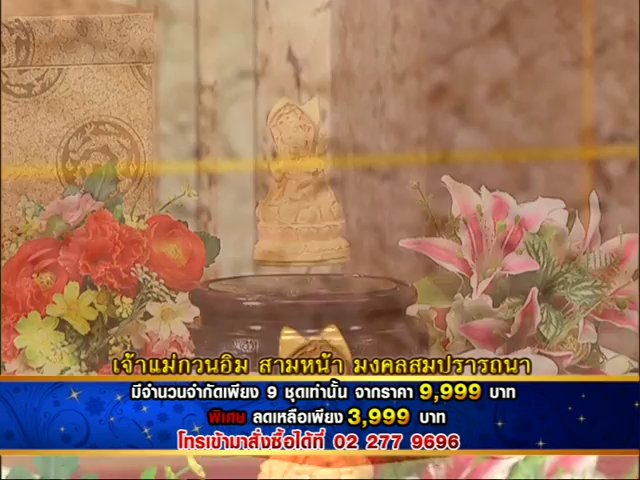 เจ้าแม่กวนอิม สามหน้า มงคลสมปรารถนา
มีจำนวนจำกัดเพียง 9 ชุดเท่านั้น จากราคา 9,999 บาท
พิเศษ ลดเหลือเพียง 3,999 บาท
โทรเข้ามาสั่งซื้อได้ที่ 02 277 9696